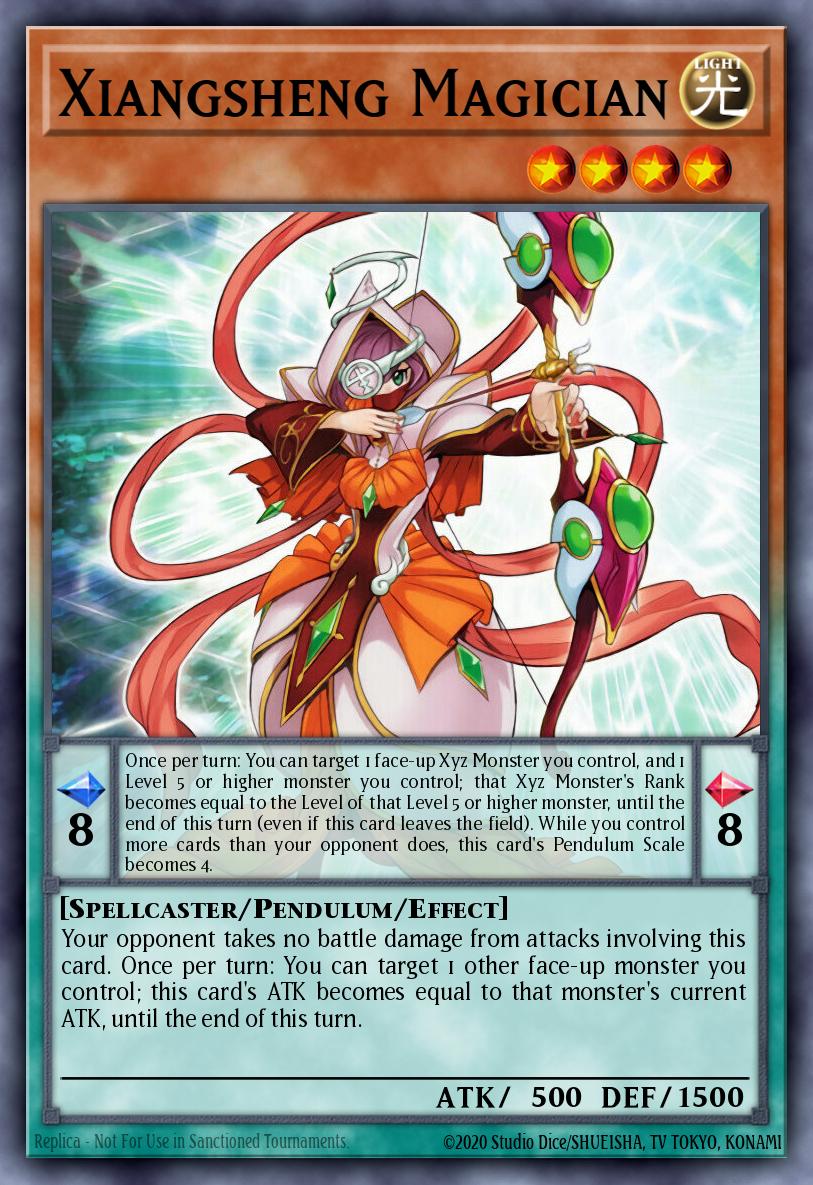 Xiangsheng Magician
LIGHT
光
Once per turn: You can target 1 face-up Xyz Monster you control, and 1
Level 5 or higher monster you control; that Xyz Monster's Rank
becomes equal to the Level of that Level 5 or higher monster, until the
end of this turn (even if this card leaves the field). While you control
more cards than your opponent does, this card's Pendulum Scale
becomes 4.
8
8
[Spellcaster/Pendulum/Effect]
Your opponent takes no battle damage from attacks involving this
card. Once per turn: You can target 1 other face-up monster you
control; this card's ATK becomes equal to that monster's current
ATK, until the end of this turn.
ATK/ 500 DEF/1500
Replica - Not For Use in Sanctioned Tournaments.
©2020 Studio Dice/SHUEISHA, TV TOKYO, KONAMI